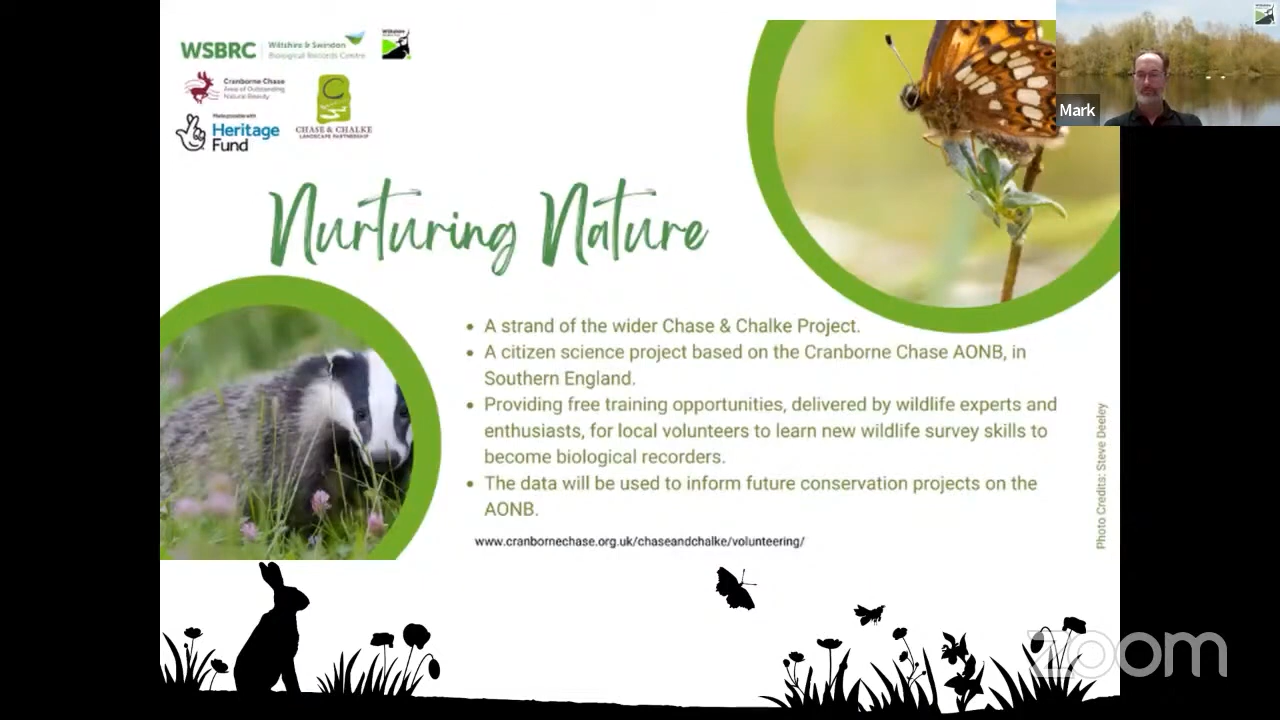 WSBRC
Wiltshire & Swindon
Biological Records Centre
Wiltshire
Cranborne Chase
Area of Outstanding
Natural Beauty
C
CHASE & CHALKE
LANDSCAPE PARTNERSHIP
Made possible with
Heritage
Fund
Mark
Nurturing Nature
• A strand of the wider Chase & Chalke Project.
• A citizen science project based on the Cranborne Chase AONB, in
Southern England.
• Providing free training opportunities, delivered by wildlife experts and
enthusiasts, for local volunteers to learn new wildlife survey skills to
become biological recorders.
• The data will be used to inform future conservation projects on the
AONB.
www.cranbornechase.org.uk/chaseandchalke/volunteering/
Photo Credits: Steve Deeley
zoom